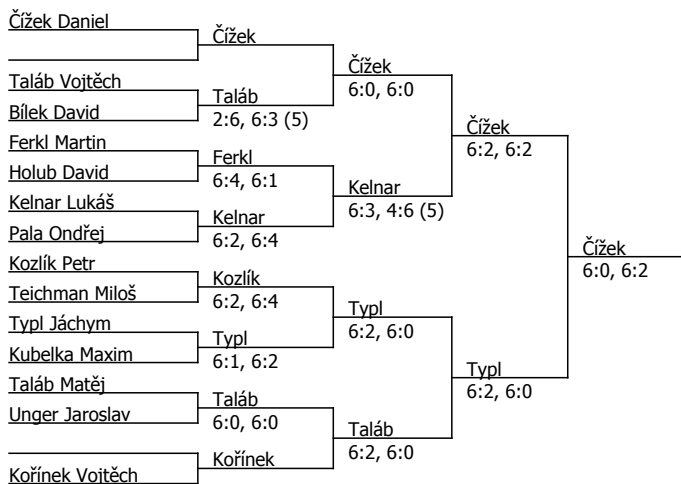 Čížek Daniel
Čížek
Čížek
6:0, 6:0
Taláb Vojtěch
Taláb
2:6, 6:3 (5)
Bílek David
Čížek
6:2, 6:2
Ferkl Martin
Ferkl
6:4, 6:1
Holub David
Kelnar
6:3, 4:6 (5)
Kelnar Lukáš
Kelnar
6:2, 6:4
Pala Ondřej
Čížek
6:0, 6:2
Kozlík Petr
Kozlík
6:2, 6:4
Teichman Miloš
Typl
6:2, 6:0
Typl Jáchym
Typl
6:1, 6:2
Kubelka Maxim
Typl
6:2, 6:0
Taláb Matěj
Taláb
6:0, 6:0
Unger Jaroslav
Taláb
6:2, 6:0
Kořínek
Kořínek Vojtěch